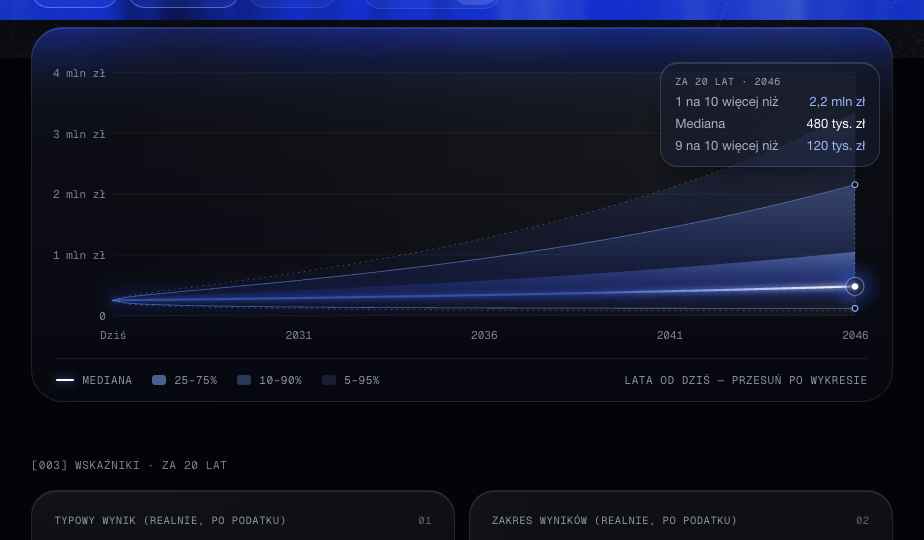 ZA 20 LAT · 2046
1 na 10 więcej niż 2,2 mln zł
Mediana 480 tys. zł
9 na 10 więcej niż 120 tys. zł
4 mln zł
3 mln zł
2 mln zł
1 mln zł
0
Dziś 2031 2036 2041 2046
MEDIANA 25–75% 10–90% 5–95% LATA OD DZIŚ — PRZESUŃ PO WYKRESIE
[003] WSKAŹNIKI · ZA 20 LAT
TYPOWY WYNIK (REALNIE, PO PODATKU) 01
ZAKRES WYNIKÓW (REALNIE, PO PODATKU) 02